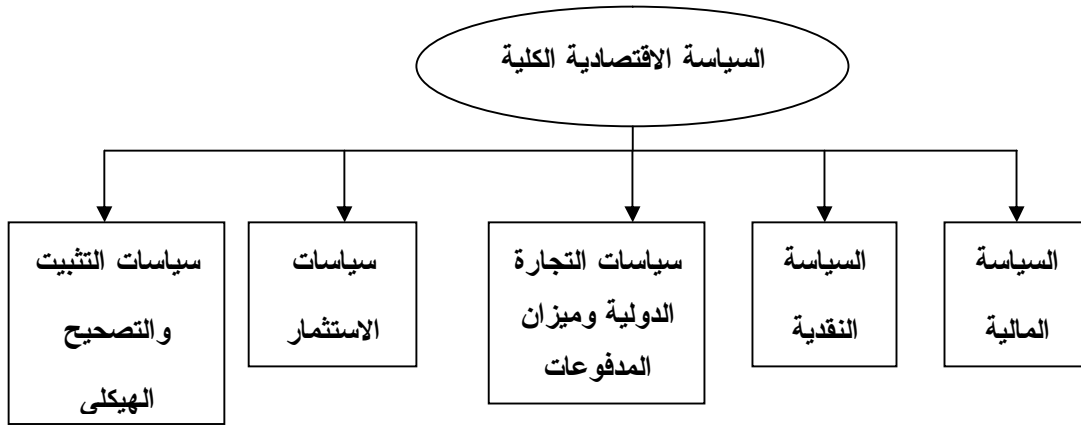 السياسة الاقتصادية الكلية
السياسة
المالية
السياسة
النقدية
سياسات التجارة
الدولية وميزان
المدفوعات
سياسات
الاستثمار
سياسات التثبيت
والتصحيح
الهيكلى